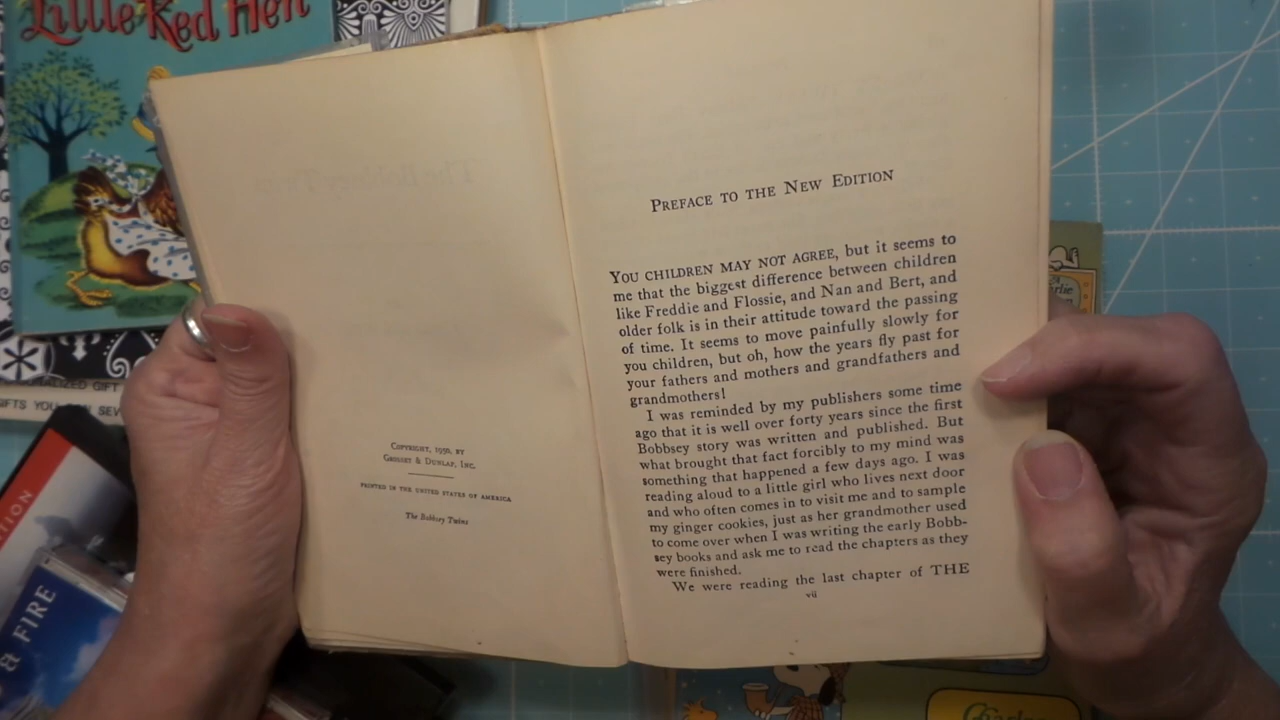 Little Red Hen
COPYRIGHT, 1950, BY
GROSSET & DUNLAP, INC.
PRINTED IN THE UNITED STATES OF AMERICA
The Bobbsey Twins
PREFACE TO THE NEW EDITION
YOU CHILDREN MAY NOT AGREE, but it seems to
me that the biggest difference between children
like Freddie and Flossie, and Nan and Bert, and
older folk is in their attitude toward the passing
of time. It seems to move painfully slowly for
you children, but oh, how the years fly past for
your fathers and mothers and grandfathers and
grandmothers!
I was reminded by my publishers some time
ago that it is well over forty years since the first
Bobbsey story was written and published. But
what brought that fact forcibly to my mind was
something that happened a few days ago. I was
reading aloud to a little girl who lives next door
and who often comes in to visit me and to sample
my ginger cookies, just as her grandmother used
to come over when I was writing the early Bobb-
sey books and ask me to read the chapters as they
were finished.
We were reading the last chapter of THE
vii
GIFT
GIFTS YOU SEW
& FIRE